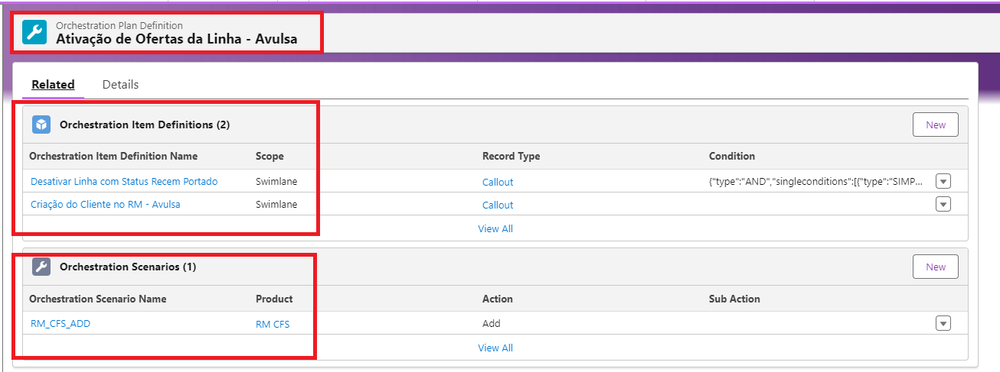 Orchestration Plan Definition
Ativação de Ofertas da Linha - Avulsa
Related Details
Orchestration Item Definitions (2) New
Orchestration Item Definition Name Scope Record Type Condition
Desativar Linha com Status Recem Portado Swimlane Callout {"type":"AND","singleconditions":[{"type":"SIMP...
Criação do Cliente no RM - Avulsa Swimlane Callout
View All
Orchestration Scenarios (1) New
Orchestration Scenario Name Product Action Sub Action
RM_CFS_ADD RM CFS Add
View All